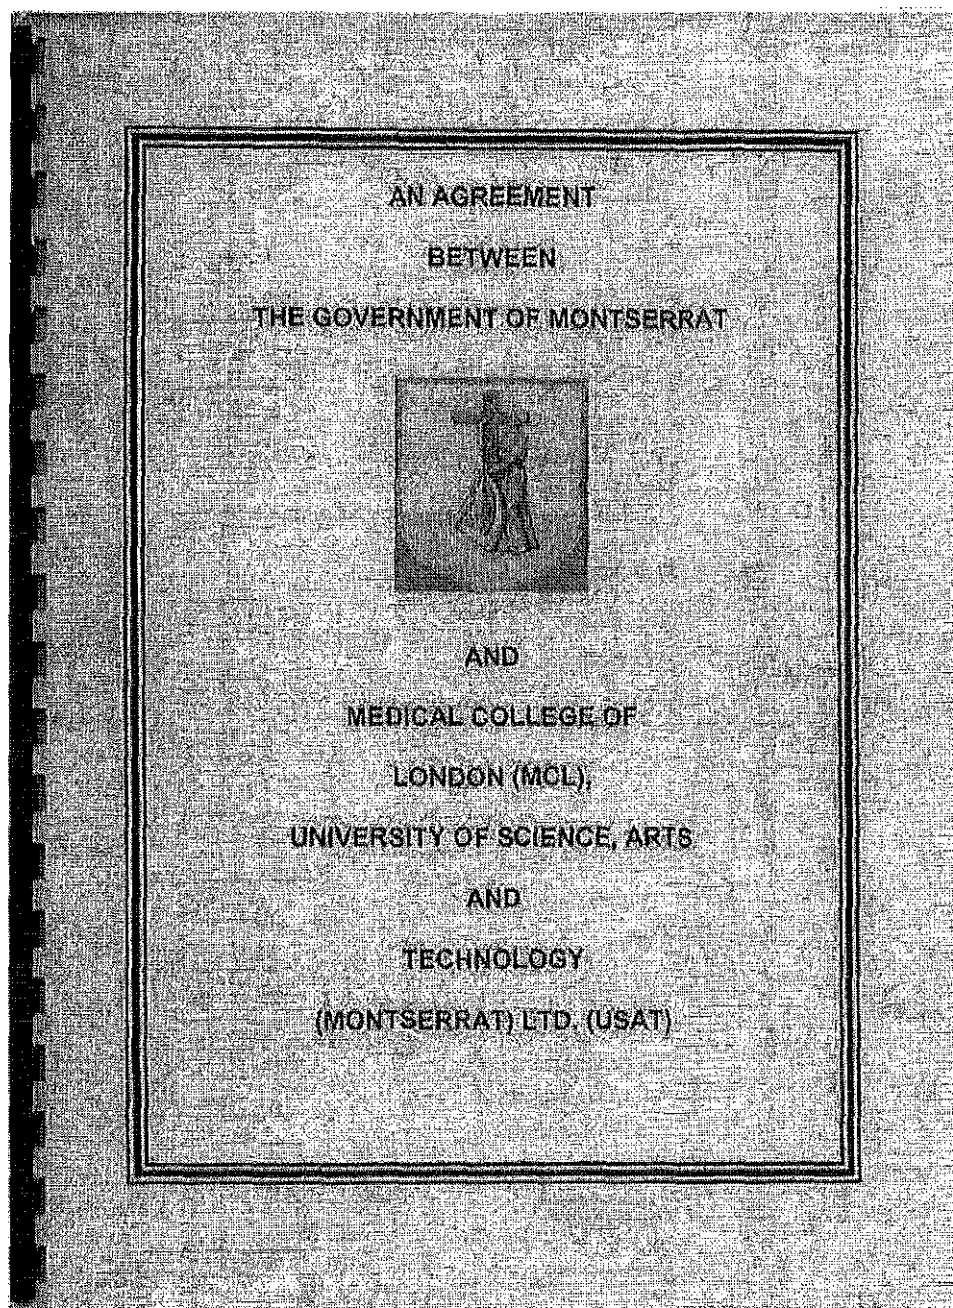 AN AGREEMENT
BETWEEN
THE GOVERNMENT OF MONTSERRAT
AND
MEDICAL COLLEGE OF
LONDON (MCL),
UNIVERSITY OF SCIENCE, ARTS
AND
TECHNOLOGY
(MONTSERRAT) LTD. (USAT)